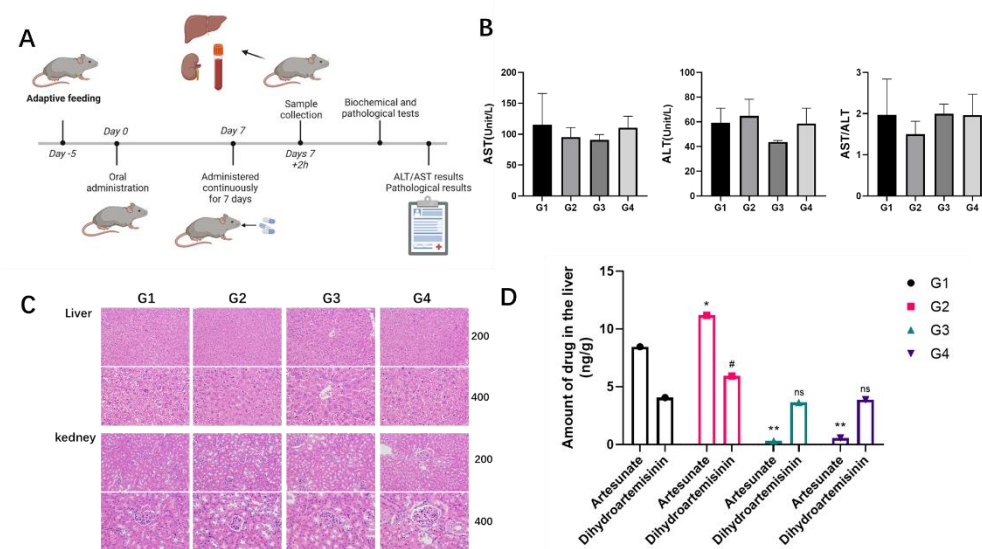 A
Adaptive feeding
Day -5
Day 0
Oral
administration
Day 7
Administered
continuously
for 7 days
Sample
collection
Days 7
+2h
Biochemical and
pathological tests
ALT/AST results
Pathological results
B
AST(Unit/L)
150
100
50
0
G1 G2 G3 G4
ALT(Unit/L)
100
80
60
40
20
0
G1 G2 G3 G4
AST/ALT
3
2
1
0
G1 G2 G3 G4
C
G1 G2 G3 G4
Liver
200
400
kedney
200
400
D
Amount of drug in the liver
(ng/g)
15
10
5
0
*
#
**
ns
**
ns
Artesunate
Dihydroartemisinin
Artesunate
Dihydroartemisinin
Artesunate
Dihydroartemisinin
Artesunate
Dihydroartemisinin
G1
G2
G3
G4